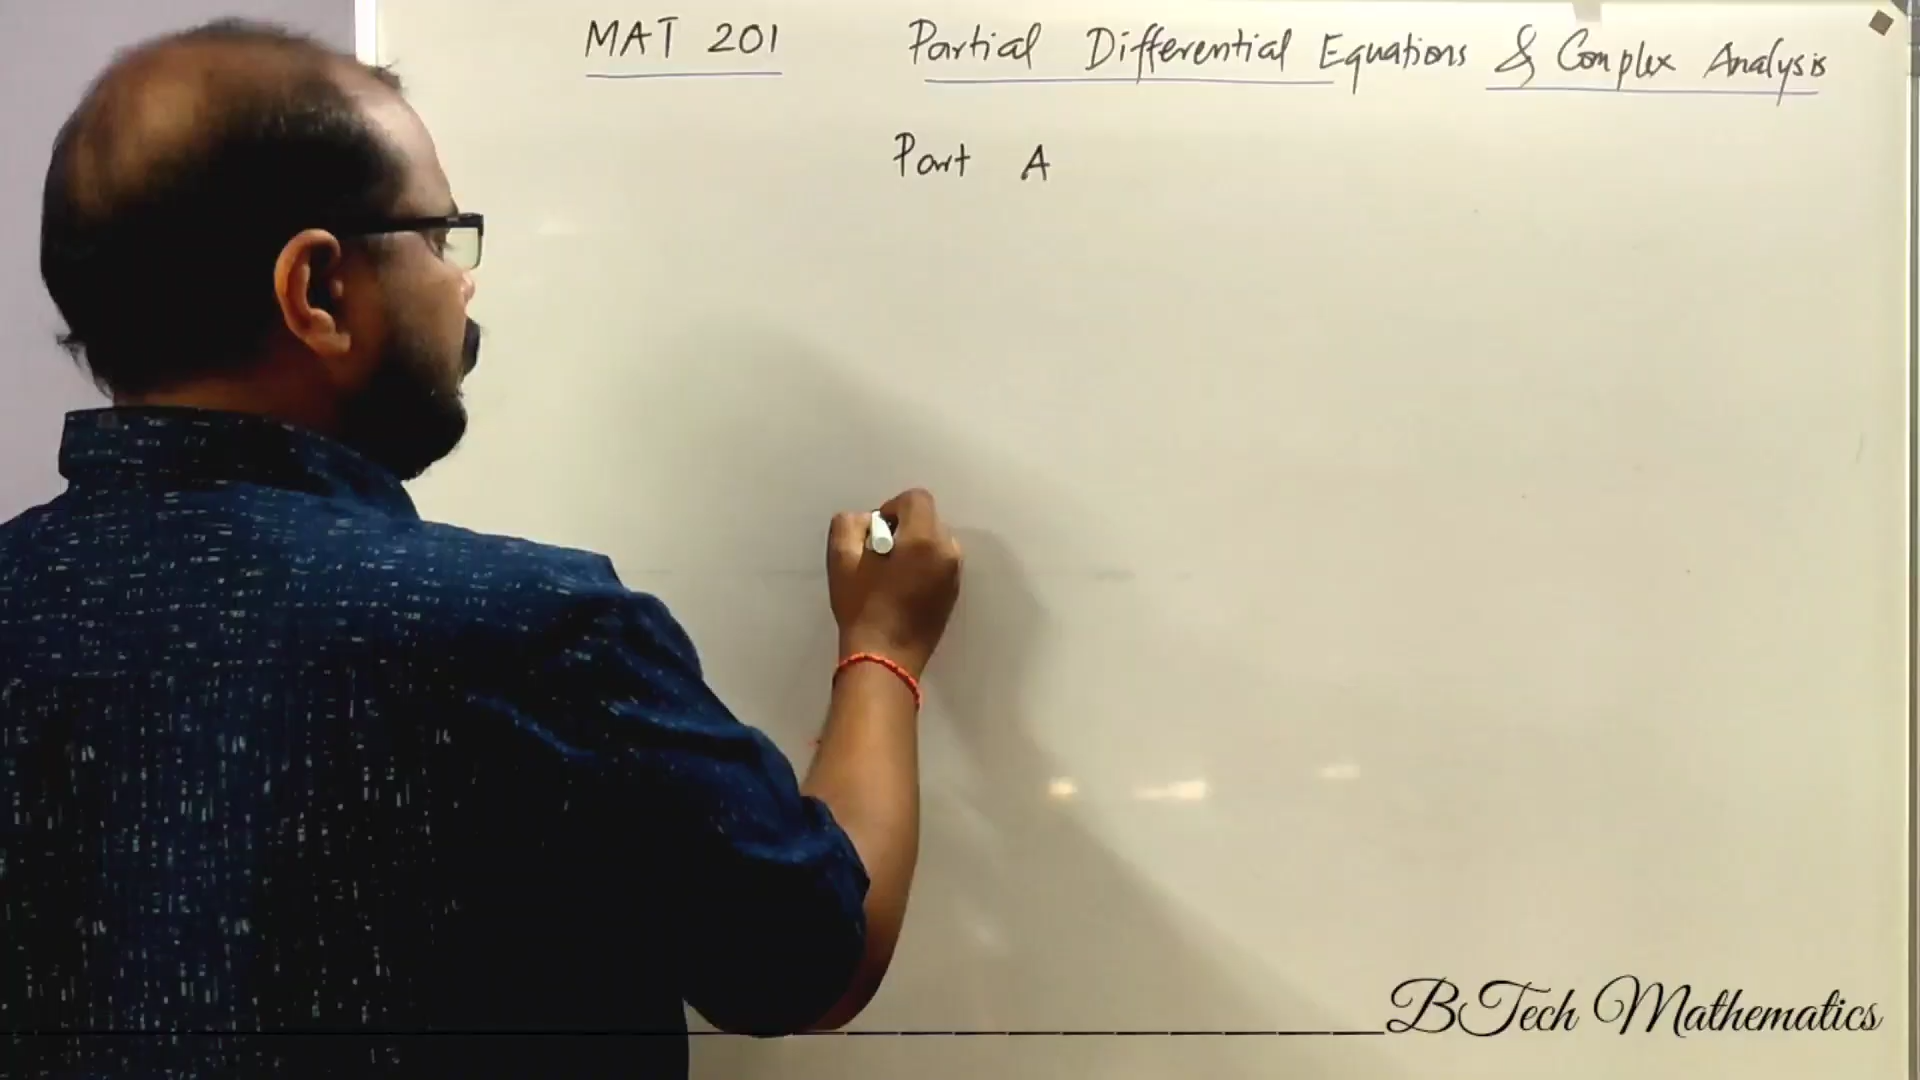 MAT 201 Partial Differential Equations & Complex Analysis
Part A
BTech Mathematics